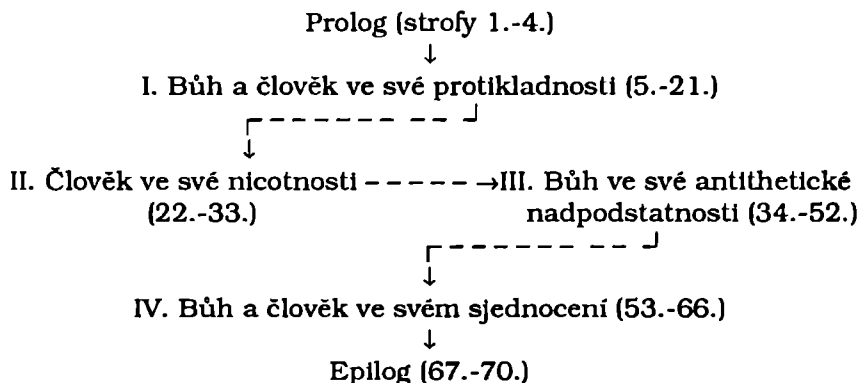 Prolog (strofy 1.-4.)
I. Bůh a člověk ve své protikladnosti (5.-21.)
II. Člověk ve své nicotnosti III. Bůh ve své antithetické
(22.-33.) nadpodstatnosti (34.-52.)
IV. Bůh a člověk ve svém sjednocení (53.-66.)
Epilog (67.-70.)